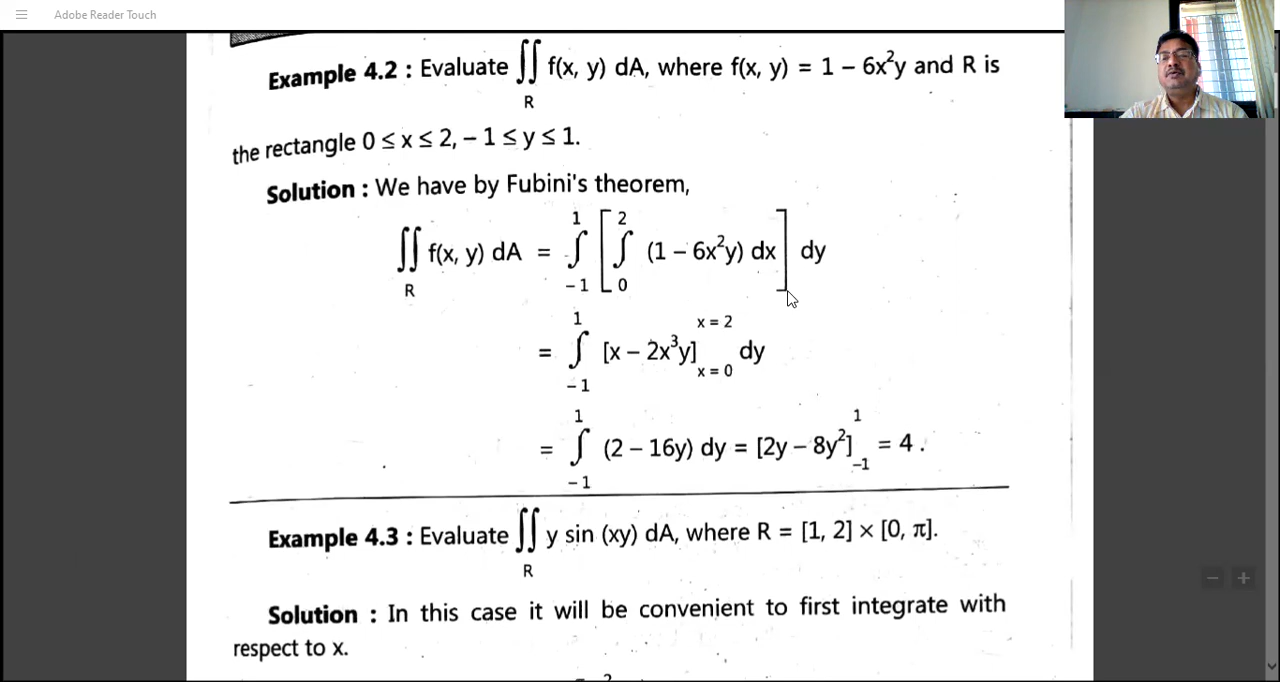 Adobe Reader Touch
Example 4.2 : Evaluate ∬ f(x, y) dA, where f(x, y) = 1 – 6x²y and R is
R
the rectangle 0 ≤ x ≤ 2, – 1 ≤ y ≤ 1.
Solution : We have by Fubini's theorem,
∬_R f(x, y) dA = ∫_{–1}^{1} [ ∫_{0}^{2} (1 – 6x²y) dx ] dy
= ∫_{–1}^{1} [x – 2x³y]_{x = 0}^{x = 2} dy
= ∫_{–1}^{1} (2 – 16y) dy = [2y – 8y²]_{–1}^{1} = 4 .
Example 4.3 : Evaluate ∬ y sin (xy) dA, where R = [1, 2] × [0, π].
R
Solution : In this case it will be convenient to first integrate with
respect to x.